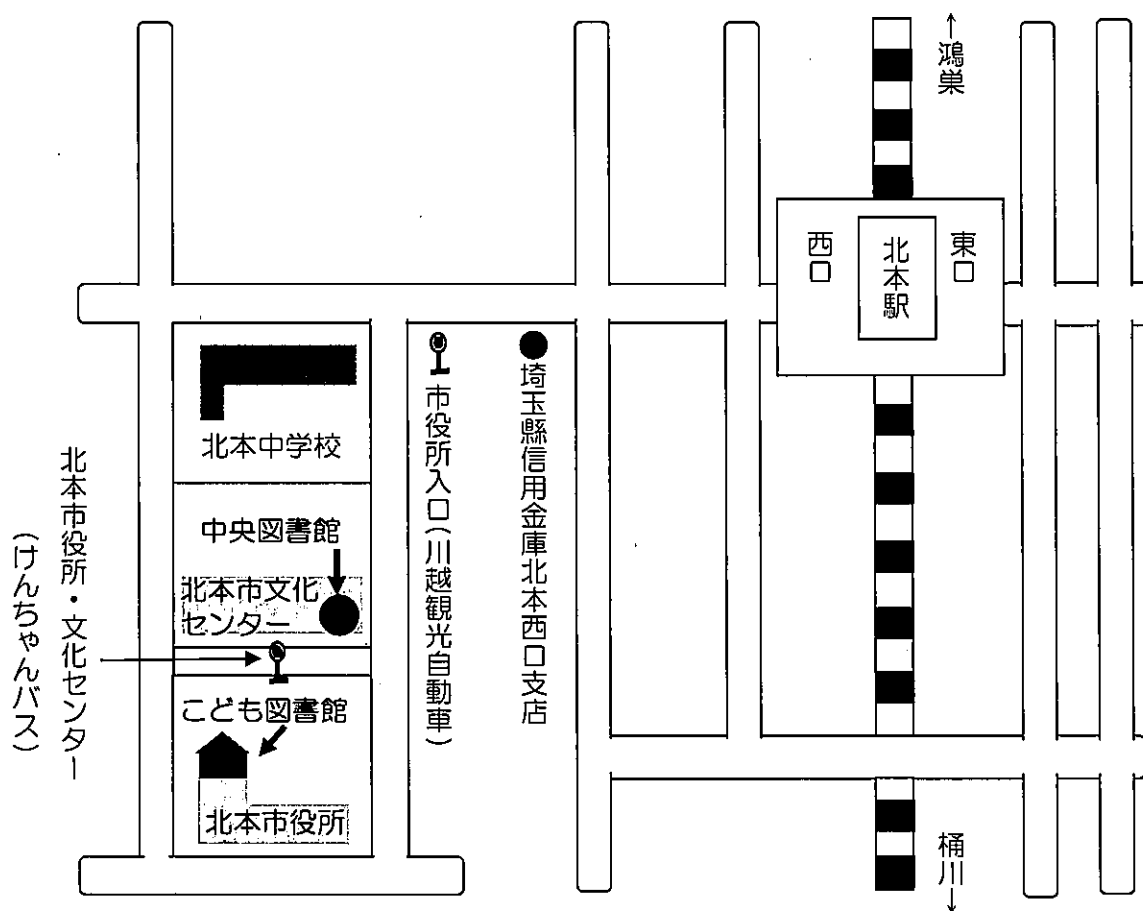 ↑鴻巣
西口
北本駅
東口
埼玉縣信用金庫北本西口支店
市役所入口(川越観光自動車)
北本中学校
中央図書館
北本市文化
センター
北本市役所・文化センター
(けんちゃんバス)
こども図書館
北本市役所
桶川↓